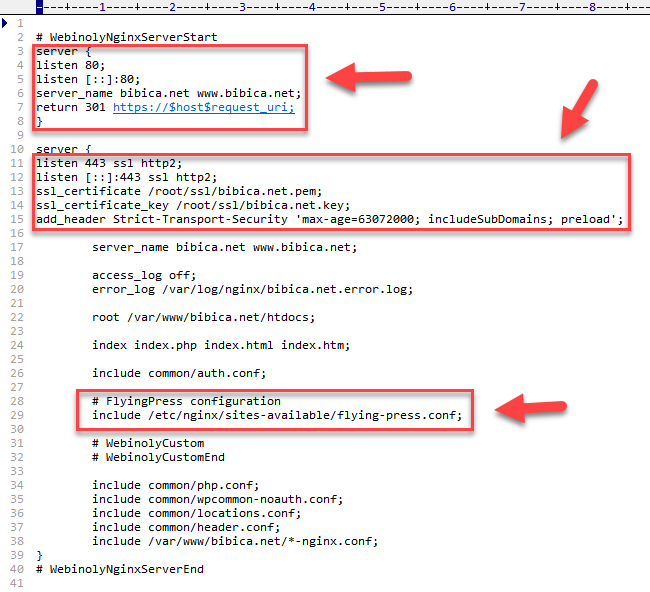 ----+----1----+----2----+----3----+----4----+----5----+----6----+----7----+----8----+---
1
2 # WebinolyNginxServerStart
3 server {
4 listen 80;
5 listen [::]:80;
6 server_name bibica.net www.bibica.net;
7 return 301 https://$host$request_uri;
8 }
9
10 server {
11 listen 443 ssl http2;
12 listen [::]:443 ssl http2;
13 ssl_certificate /root/ssl/bibica.net.pem;
14 ssl_certificate_key /root/ssl/bibica.net.key;
15 add_header Strict-Transport-Security 'max-age=63072000; includeSubDomains; preload';
16
17 server_name bibica.net www.bibica.net;
18
19 access_log off;
20 error_log /var/log/nginx/bibica.net.error.log;
21
22 root /var/www/bibica.net/htdocs;
23
24 index index.php index.html index.htm;
25
26 include common/auth.conf;
27
28 # FlyingPress configuration
29 include /etc/nginx/sites-available/flying-press.conf;
30
31 # WebinolyCustom
32 # WebinolyCustomEnd
33
34 include common/php.conf;
35 include common/wpcommon-noauth.conf;
36 include common/locations.conf;
37 include common/header.conf;
38 include /var/www/bibica.net/*-nginx.conf;
39 }
40 # WebinolyNginxServerEnd
41